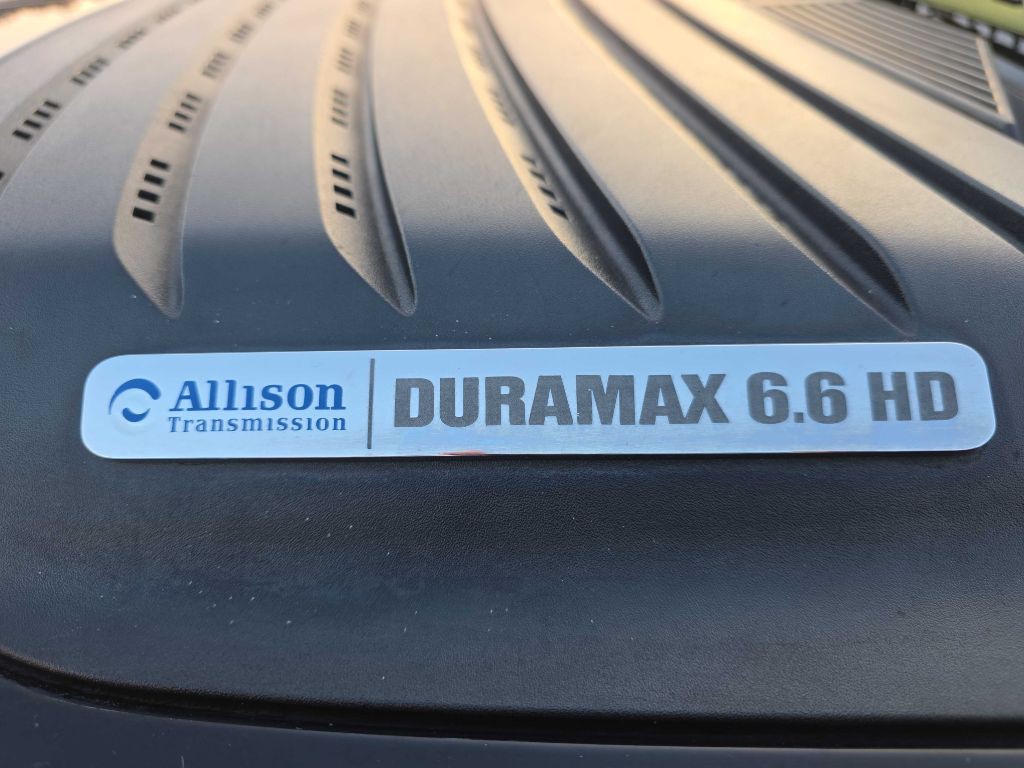 Allison
Transmission
DURAMAX 6.6 HD